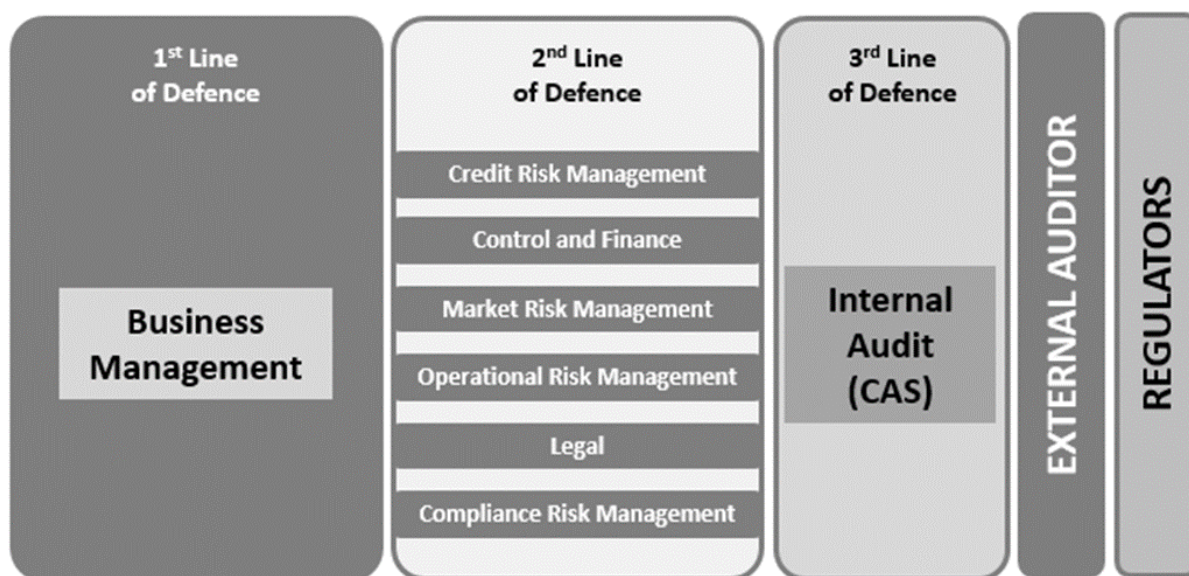 1st Line
of Defence
Business
Management
2nd Line
of Defence
Credit Risk Management
Control and Finance
Market Risk Management
Operational Risk Management
Legal
Compliance Risk Management
3rd Line
of Defence
Internal
Audit
(CAS)
EXTERNAL AUDITOR
REGULATORS